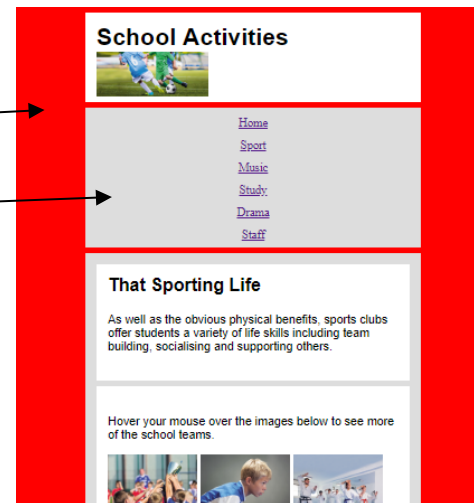 School Activities
Home
Sport
Music
Study
Drama
Staff
That Sporting Life
As well as the obvious physical benefits, sports clubs
offer students a variety of life skills including team
building, socialising and supporting others.
Hover your mouse over the images below to see more
of the school teams.